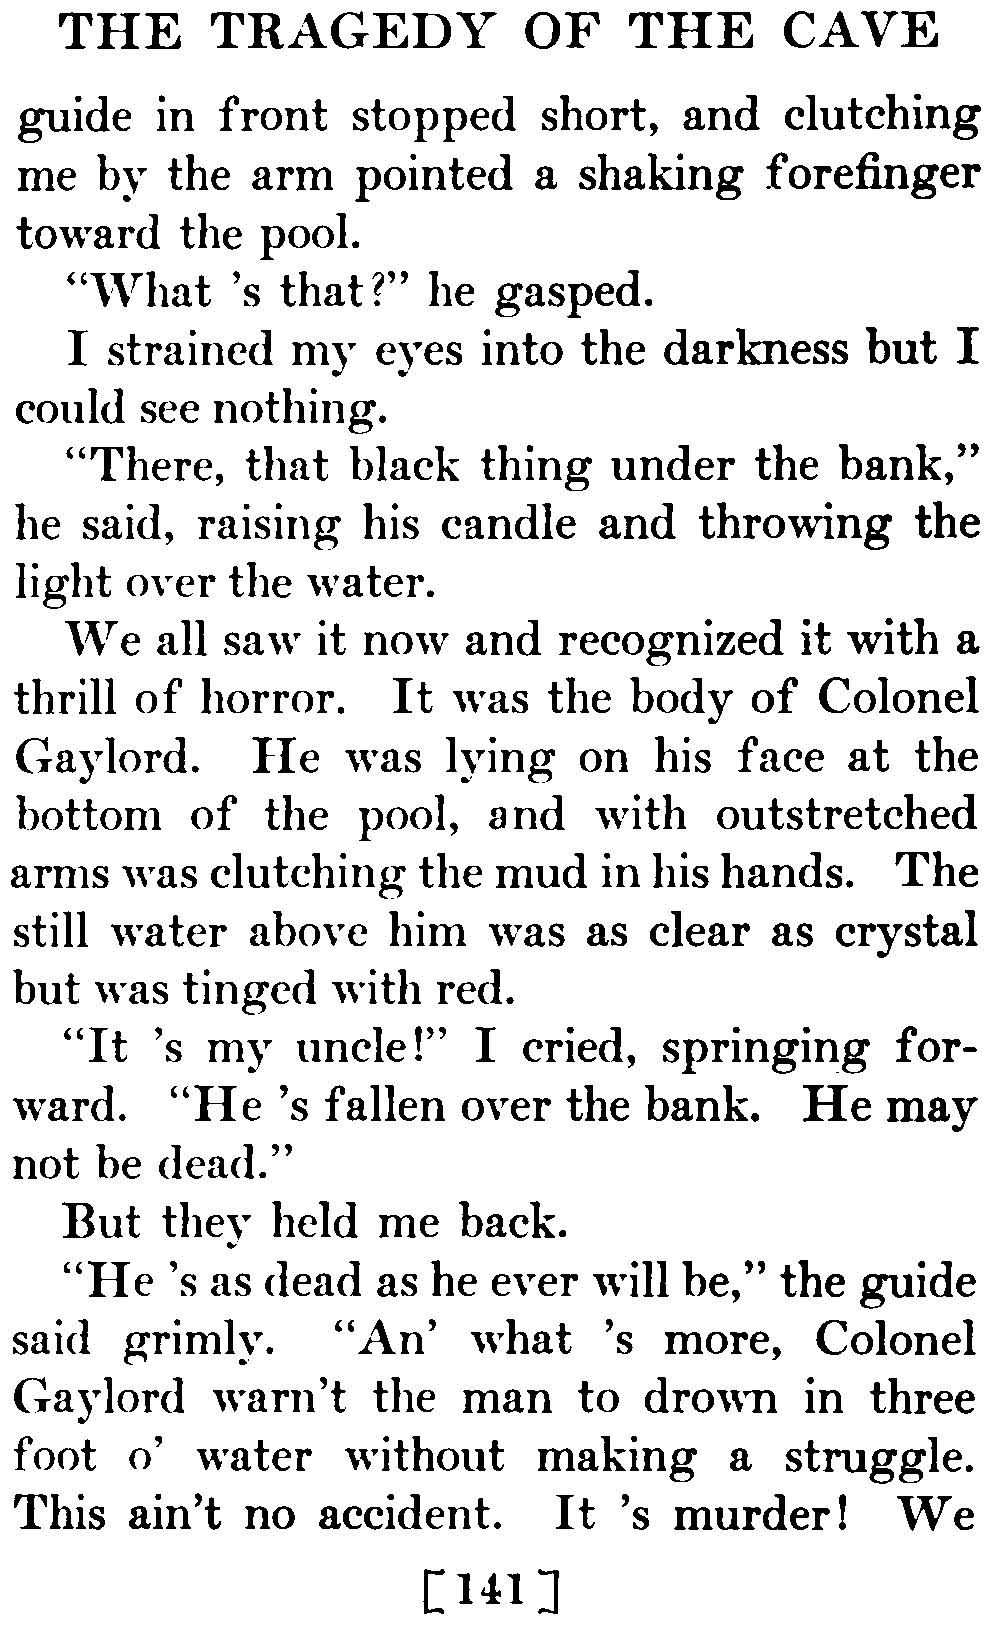 THE TRAGEDY OF THE CAVE
guide in front stopped short, and clutching
me by the arm pointed a shaking forefinger
toward the pool.
"What 's that?" he gasped.
I strained my eyes into the darkness but I
could see nothing.
"There, that black thing under the bank,"
he said, raising his candle and throwing the
light over the water.
We all saw it now and recognized it with a
thrill of horror. It was the body of Colonel
Gaylord. He was lying on his face at the
bottom of the pool, and with outstretched
arms was clutching the mud in his hands. The
still water above him was as clear as crystal
but was tinged with red.
"It 's my uncle!" I cried, springing for-
ward. "He 's fallen over the bank. He may
not be dead."
But they held me back.
"He 's as dead as he ever will be," the guide
said grimly. "An' what 's more, Colonel
Gaylord warn't the man to drown in three
foot o' water without making a struggle.
This ain't no accident. It 's murder! We
[141]